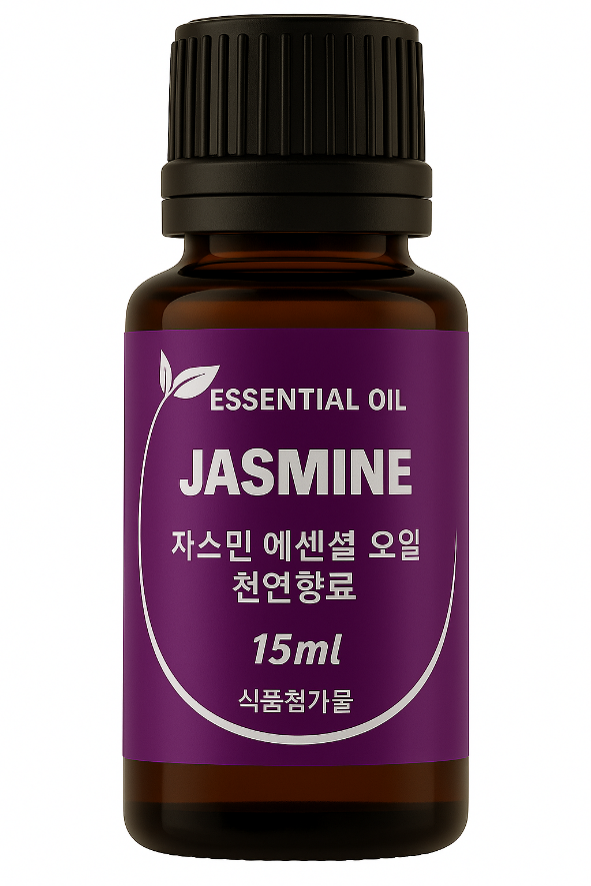 ESSENTIAL OIL
JASMINE
자스민 에센셜 오일
천연향료
15ml
식품첨가물